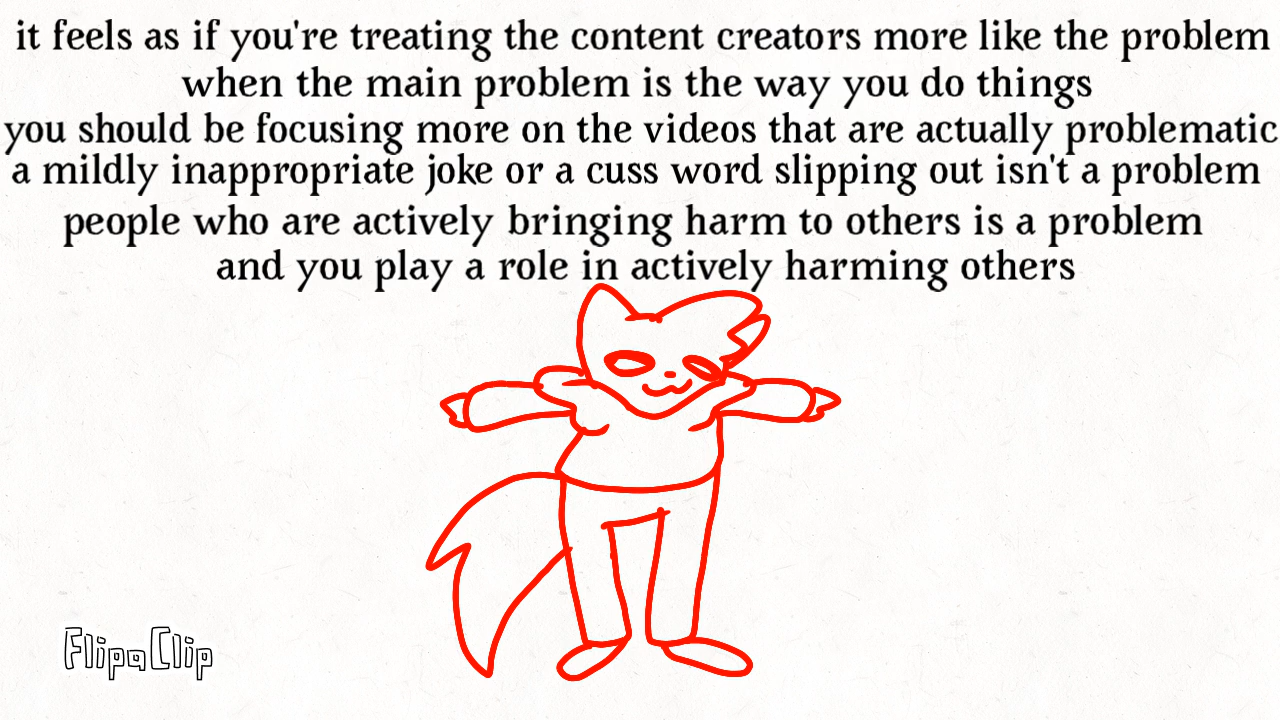 it feels as if you're treating the content creators more like the problem
when the main problem is the way you do things
you should be focusing more on the videos that are actually problematic
a mildly inappropriate joke or a cuss word slipping out isn't a problem
people who are actively bringing harm to others is a problem
and you play a role in actively harming others
FlipaClip